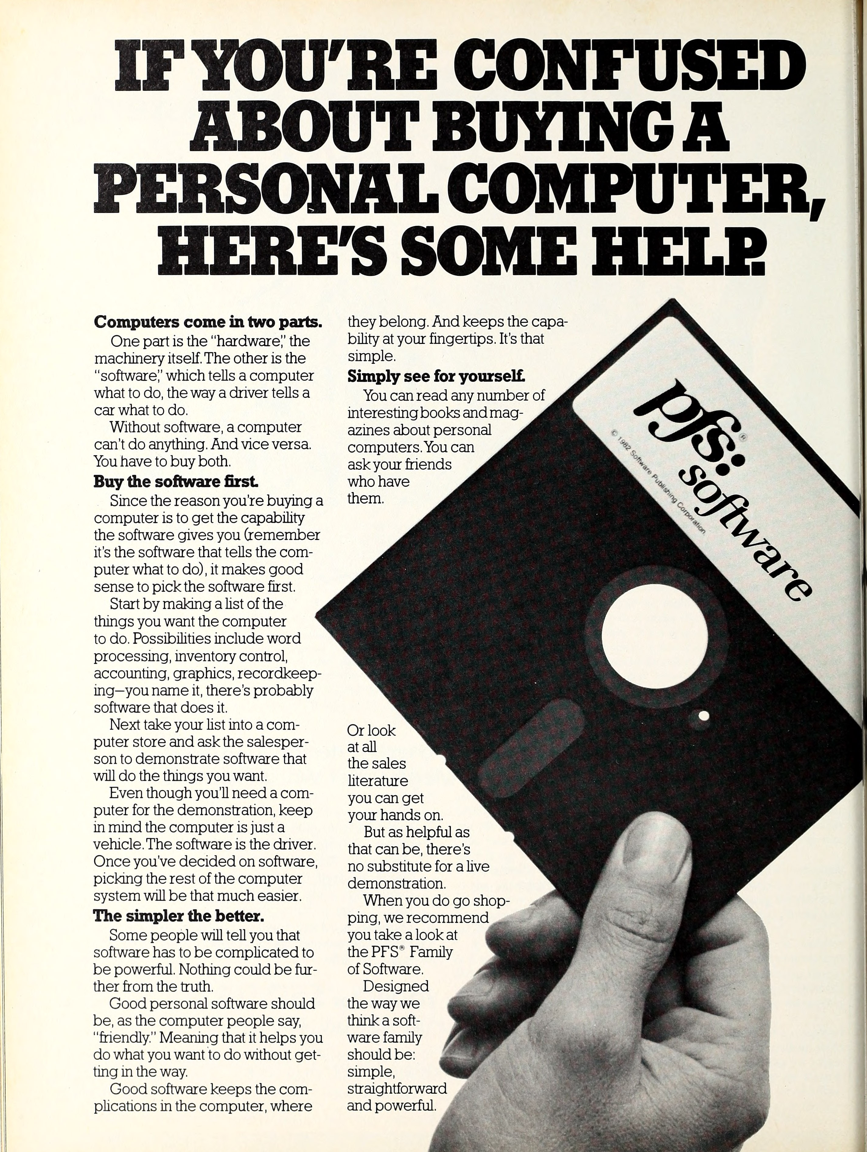 IF YOU'RE CONFUSED
ABOUT BUYING A
PERSONAL COMPUTER,
HERE'S SOME HELP.
Computers come in two parts.
One part is the "hardware," the
machinery itself. The other is the
"software," which tells a computer
what to do, the way a driver tells a
car what to do.
Without software, a computer
can't do anything. And vice versa.
You have to buy both.
Buy the software first.
Since the reason you're buying a
computer is to get the capability
the software gives you (remember
it's the software that tells the com-
puter what to do), it makes good
sense to pick the software first.
Start by making a list of the
things you want the computer
to do. Possibilities include word
processing, inventory control,
accounting, graphics, recordkeep-
ing—you name it, there's probably
software that does it.
Next take your list into a com-
puter store and ask the salesper-
son to demonstrate software that
will do the things you want.
Even though you'll need a com-
puter for the demonstration, keep
in mind the computer is just a
vehicle. The software is the driver.
Once you've decided on software,
picking the rest of the computer
system will be that much easier.
The simpler the better.
Some people will tell you that
software has to be complicated to
be powerful. Nothing could be fur-
ther from the truth.
Good personal software should
be, as the computer people say,
"friendly." Meaning that it helps you
do what you want to do without get-
ting in the way.
Good software keeps the com-
plications in the computer, where
they belong. And keeps the capa-
bility at your fingertips. It's that
simple.
Simply see for yourself.
You can read any number of
interesting books and mag-
azines about personal
computers. You can
ask your friends
who have
them.
Or look
at all
the sales
literature
you can get
your hands on.
But as helpful as
that can be, there's
no substitute for a live
demonstration.
When you do go shop-
ping, we recommend
you take a look at
the PFS® Family
of Software.
Designed
the way we
think a soft-
ware family
should be:
simple,
straightforward
and powerful.
pfs:®
software
© 1982 Software Publishing Corporation